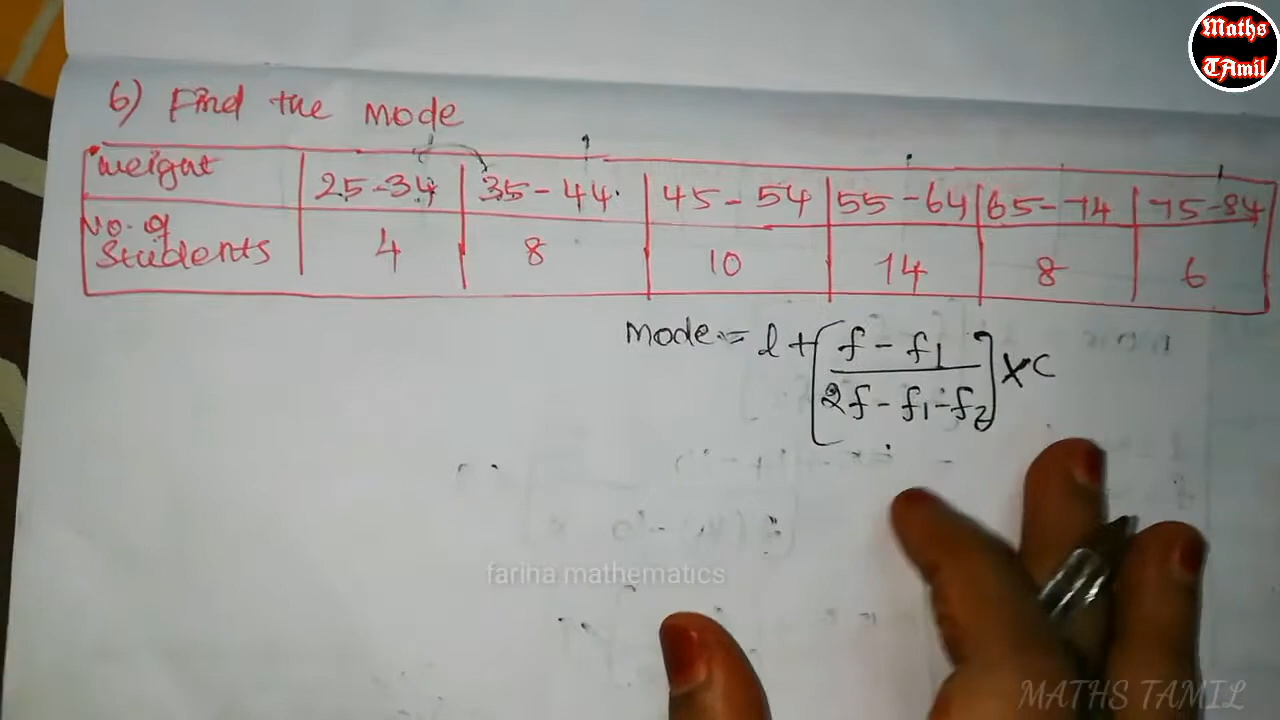 Maths
TAmil
6) Find the mode
weight 25-34 35-44 45-54 55-64 65-74 75-84
No. of
Students 4 8 10 14 8 6
mode = l + [ f - f1 / 2f - f1 - f2 ] × c
fariha mathematics
MATHS TAMIL